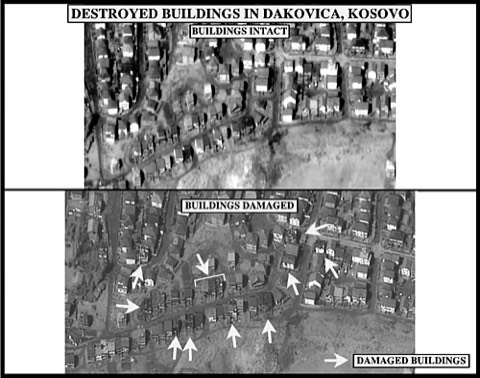 DESTROYED BUILDINGS IN DAKOVICA, KOSOVO
BUILDINGS INTACT
BUILDINGS DAMAGED
DAMAGED BUILDINGS